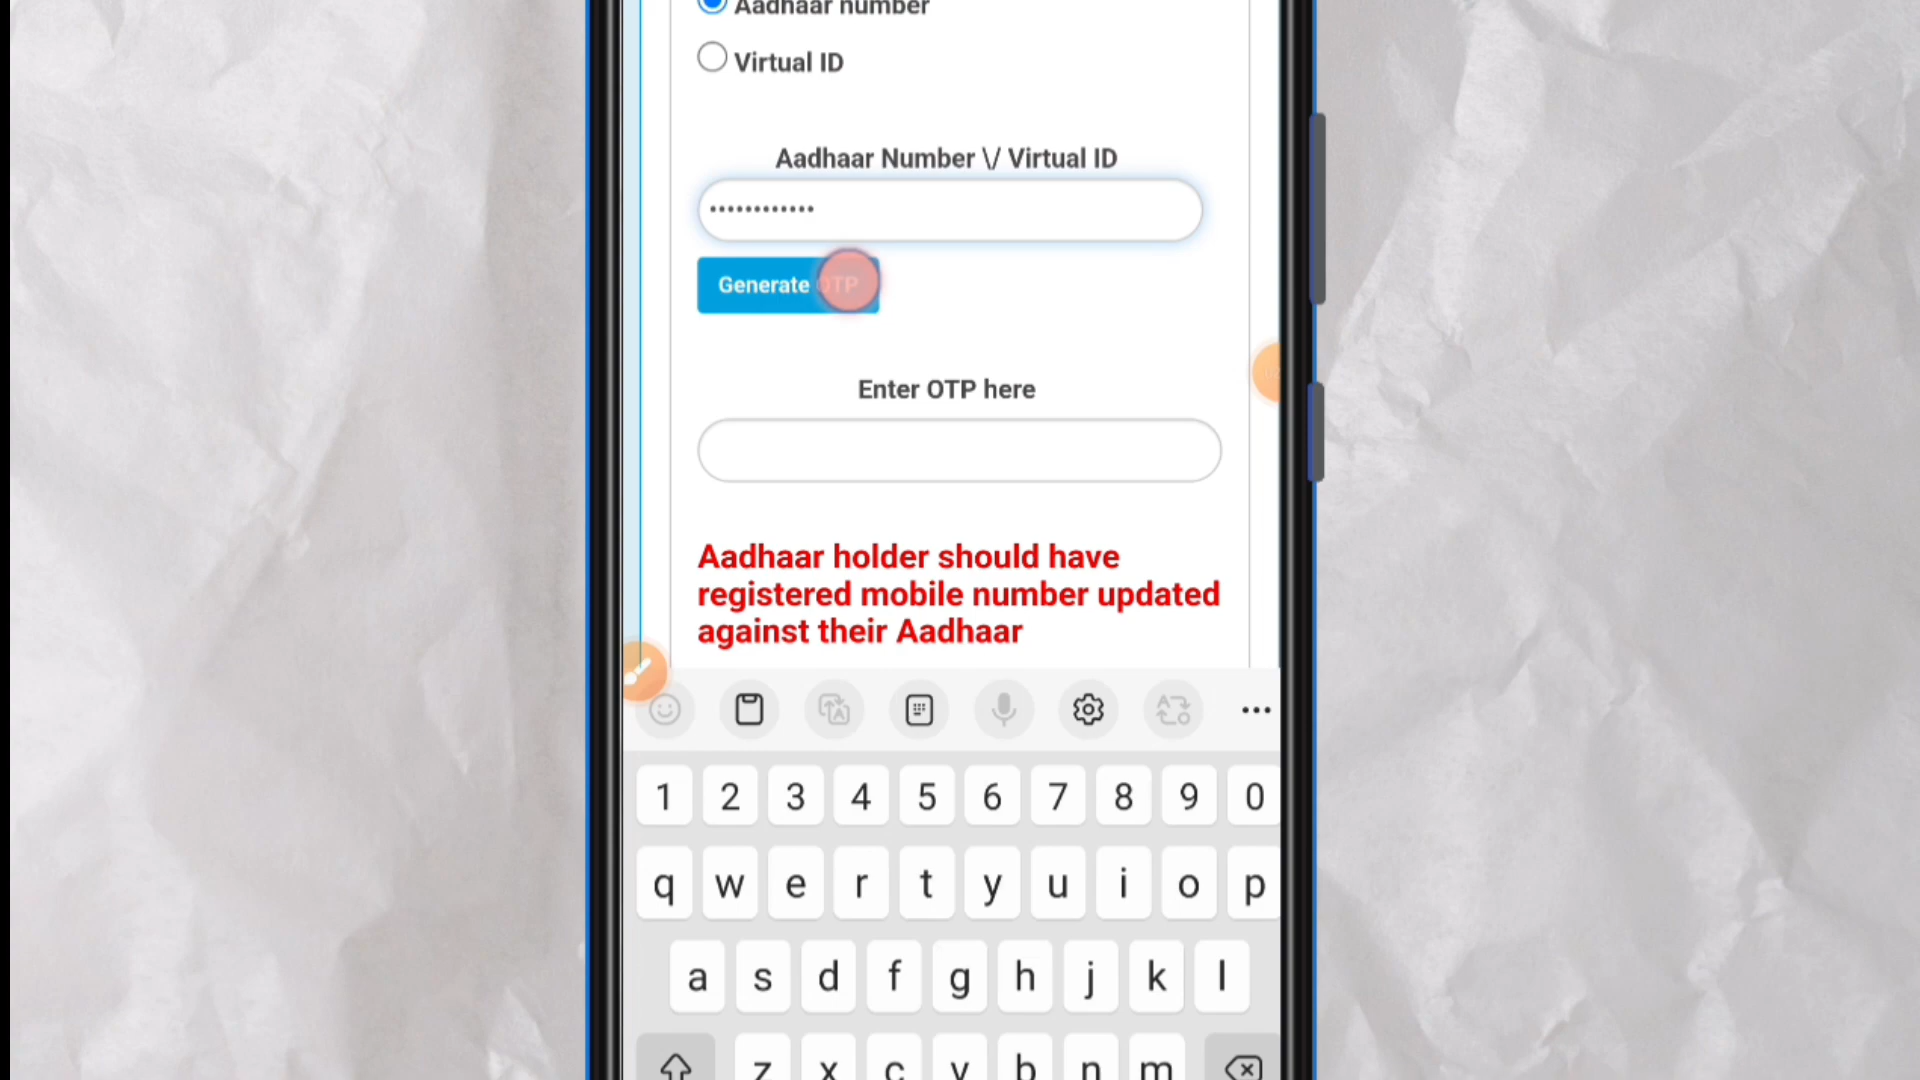 Aadhaar number
Virtual ID
Aadhaar Number \/ Virtual ID
••••••••••••
Generate OTP
Enter OTP here
Aadhaar holder should have
registered mobile number updated
against their Aadhaar
1 2 3 4 5 6 7 8 9 0
q w e r t y u i o p
a s d f g h j k l
z x c v b n m